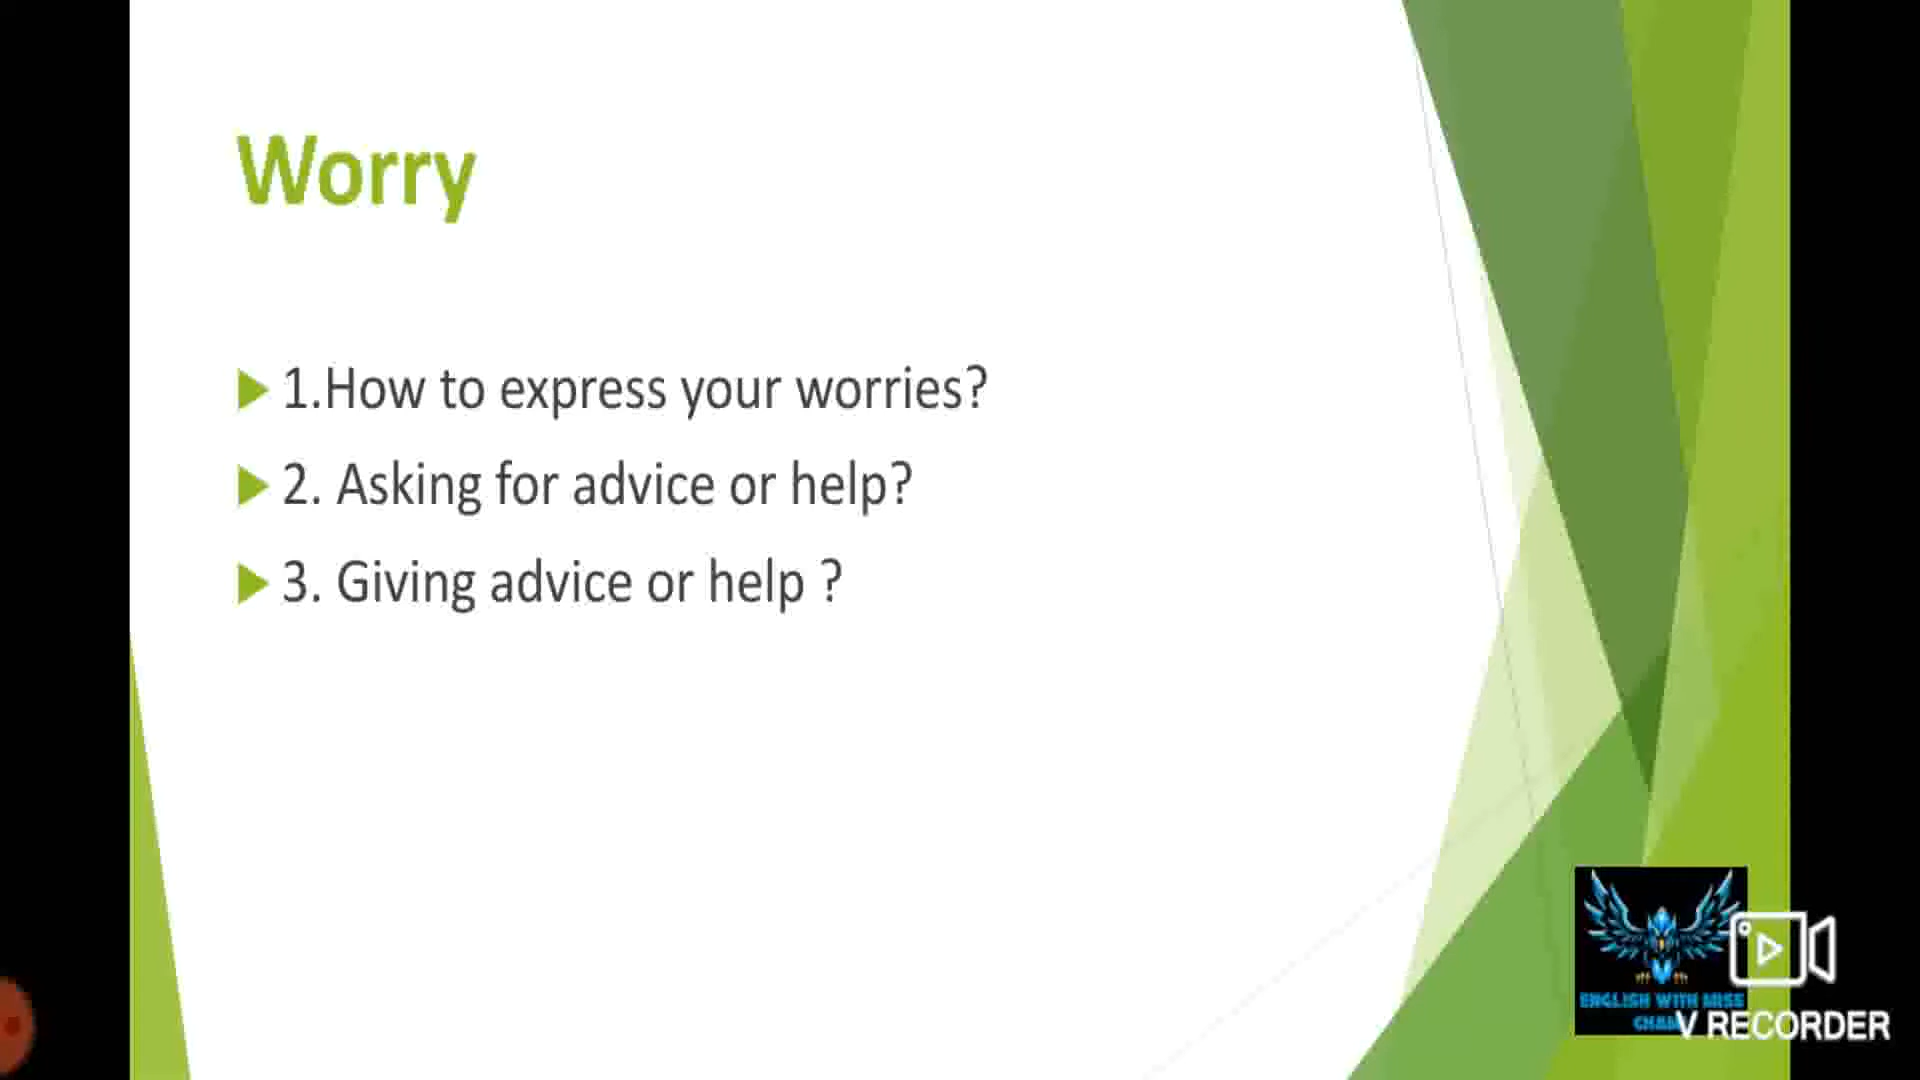 Worry
1.How to express your worries?
2. Asking for advice or help?
3. Giving advice or help ?
ENGLISH WITH MISS
V RECORDER